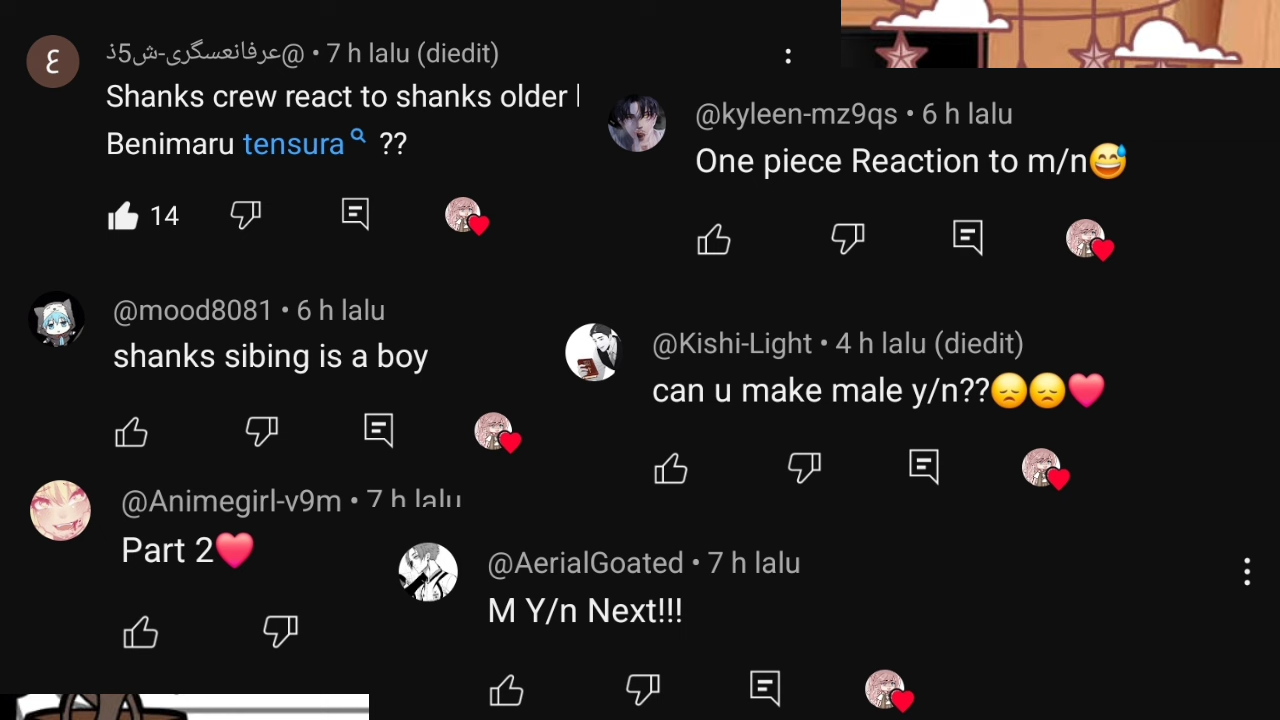 @عرفانعسگری-ش5ذ • 7 h lalu (diedit)
Shanks crew react to shanks older
Benimaru tensura ??
14
@kyleen-mz9qs • 6 h lalu
One piece Reaction to m/n😅
@mood8081 • 6 h lalu
shanks sibing is a boy
@Kishi-Light • 4 h lalu (diedit)
can u make male y/n??😞😞❤️
@Animegirl-v9m • 7 h lalu
Part 2❤️
@AerialGoated • 7 h lalu
M Y/n Next!!!